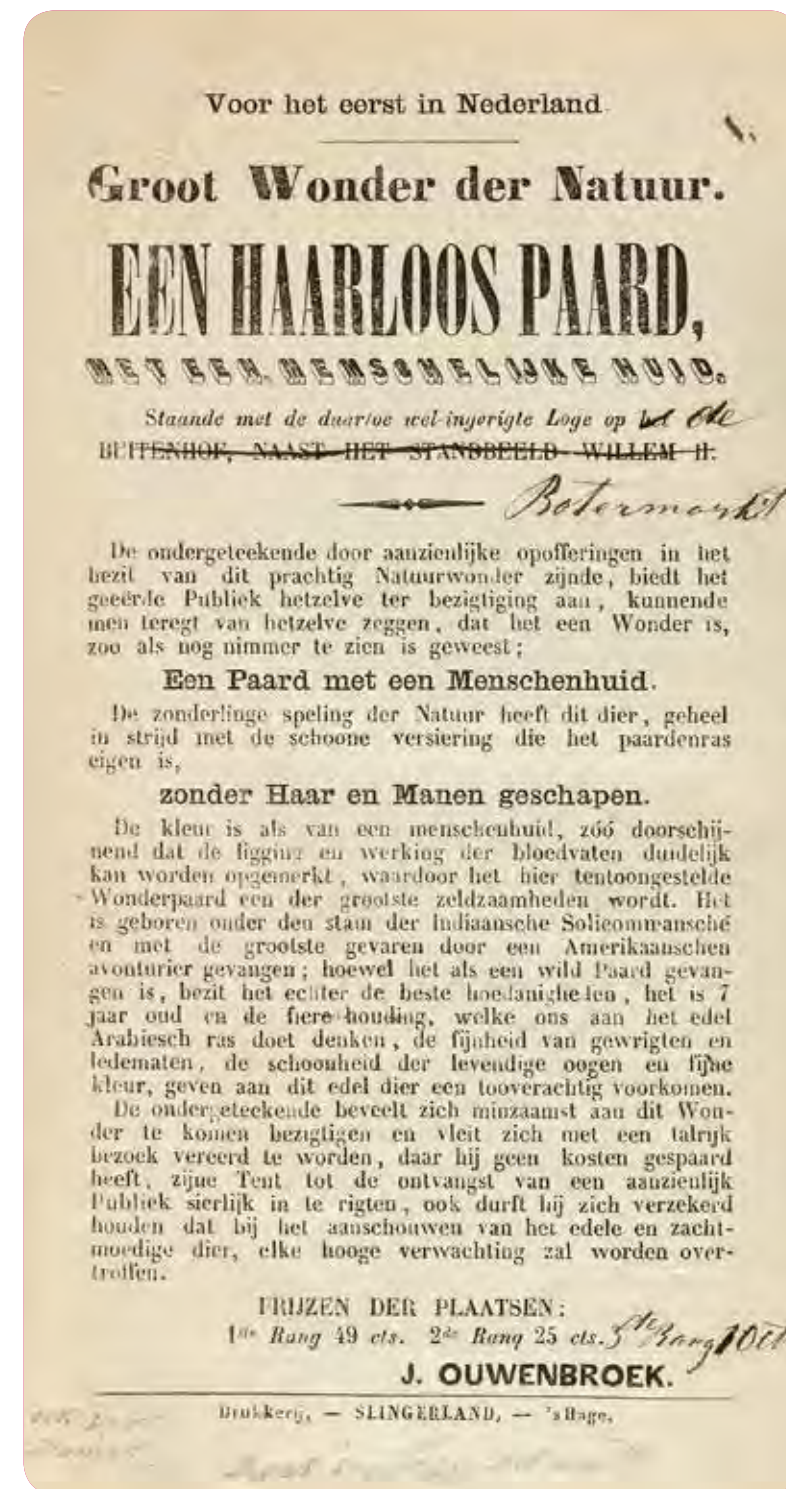 Voor het eerst in Nederland.
Groot Wonder der Natuur.
EEN HAARLOOS PAARD,
MET EEN MENSCHELIJKE HUID.
Staande met de daartoe wel-ingerigte Loge op het de
BUITENHOF, NAAST HET STANDBEELD WILLEM II.
Botermarkt
De ondergeteekende door aanzienlijke opofferingen in het
bezit van dit prachtig Natuurwonder zijnde, biedt het
geeerde Publiek hetzelve ter bezigtiging aan, kunnende
men teregt van hetzelve zeggen, dat het een Wonder is,
zoo als nog nimmer te zien is geweest;
Een Paard met een Menschenhuid.
De zonderlinge speling der Natuur heeft dit dier, geheel
in strijd met de schoone versiering die het paardenras
eigen is,
zonder Haar en Manen geschapen.
De kleur is als van een menschenhuid, zóó doorschij-
nend dat de ligging en werking der bloedvaten duidelijk
kan worden opgemerkt, waardoor het hier tentoongestelde
Wonderpaard een der grootste zeldzaamheden wordt. Het
is geboren onder den stam der Indiaansche Solicomméansché
en met de grootste gevaren door een Amerikaanschen
avonturier gevangen; hoewel het als een wild Paard gevan-
gen is, bezit het echter de beste hoedanigheden, het is 7
jaar oud en de fiere houding, welke ons aan het edel
Arabiesch ras doet denken, de fijnheid van gewrigten en
ledematen, de schoonheid der levendige oogen en fijne
kleur, geven aan dit edel dier een tooverachtig voorkomen.
De ondergeteekende beveelt zich minzaamst aan dit Won-
der te komen bezigtigen en vleit zich met een talrijk
bezoek vereerd te worden, daar hij geen kosten gespaard
heeft, zijne Tent tot de ontvangst van een aanzienlijk
Publiek sierlijk in te rigten, ook durft hij zich verzekerd
houden dat bij het aanschouwen van het edele en zacht-
moedige dier, elke hooge verwachting zal worden over-
troffen.
PRIJZEN DER PLAATSEN:
1ste Rang 49 cts. 2de Rang 25 cts. 3de Rang 10 ct
J. OUWENBROEK.
Drukkerij, — SLINGERLAND, — 's Hage,